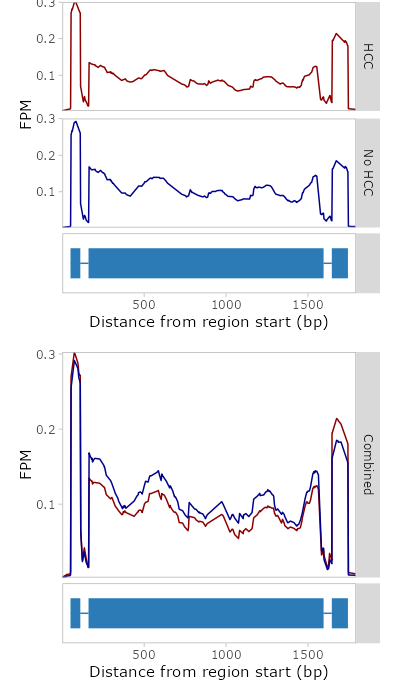 0.3
0.2
0.1
HCC
FPM
0.3
0.2
0.1
No HCC
500
1000
1500
Distance from region start (bp)
0.3
0.2
0.1
FPM
Combined
500
1000
1500
Distance from region start (bp)